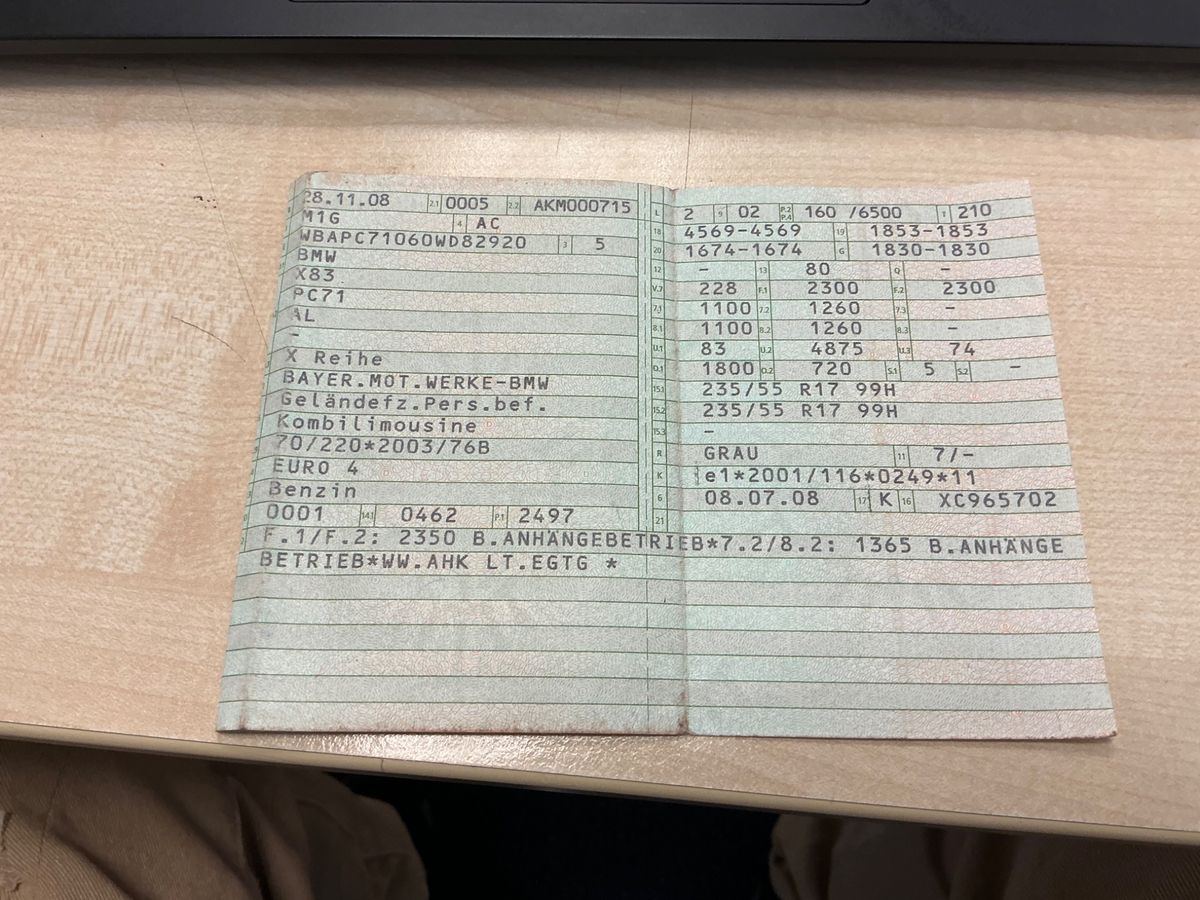 28.11.08 2.1 0005 2.2 AKM000715
M1G 4 AC
WBAPC71060WD82920 3 5
BMW
X83
PC71
AL
-
X Reihe
BAYER.MOT.WERKE-BMW
Geländefz.Pers.bef.
Kombilimousine
70/220*2003/76B
EURO 4
Benzin
0001 14.1 0462 P.1 2497
L 2 9 02 P.2 P.4 160 /6500 T 210
18 4569-4569 19 1853-1853
20 1674-1674 G 1830-1830
12 - 13 80 Q -
V.7 228 F.1 2300 F.2 2300
7.1 1100 7.2 1260 7.3 -
8.1 1100 8.2 1260 8.3 -
U.1 83 U.2 4875 U.3 74
O.1 1800 O.2 720 S.1 5 S.2 -
15.1 235/55 R17 99H
15.2 235/55 R17 99H
15.3 -
R GRAU 11 7/-
K e1*2001/116*0249*11
6 08.07.08 17 K 16 XC965702
21
F.1/F.2: 2350 B.ANHÄNGEBETRIEB*7.2/8.2: 1365 B.ANHÄNGE
BETRIEB*WW.AHK LT.EGTG *